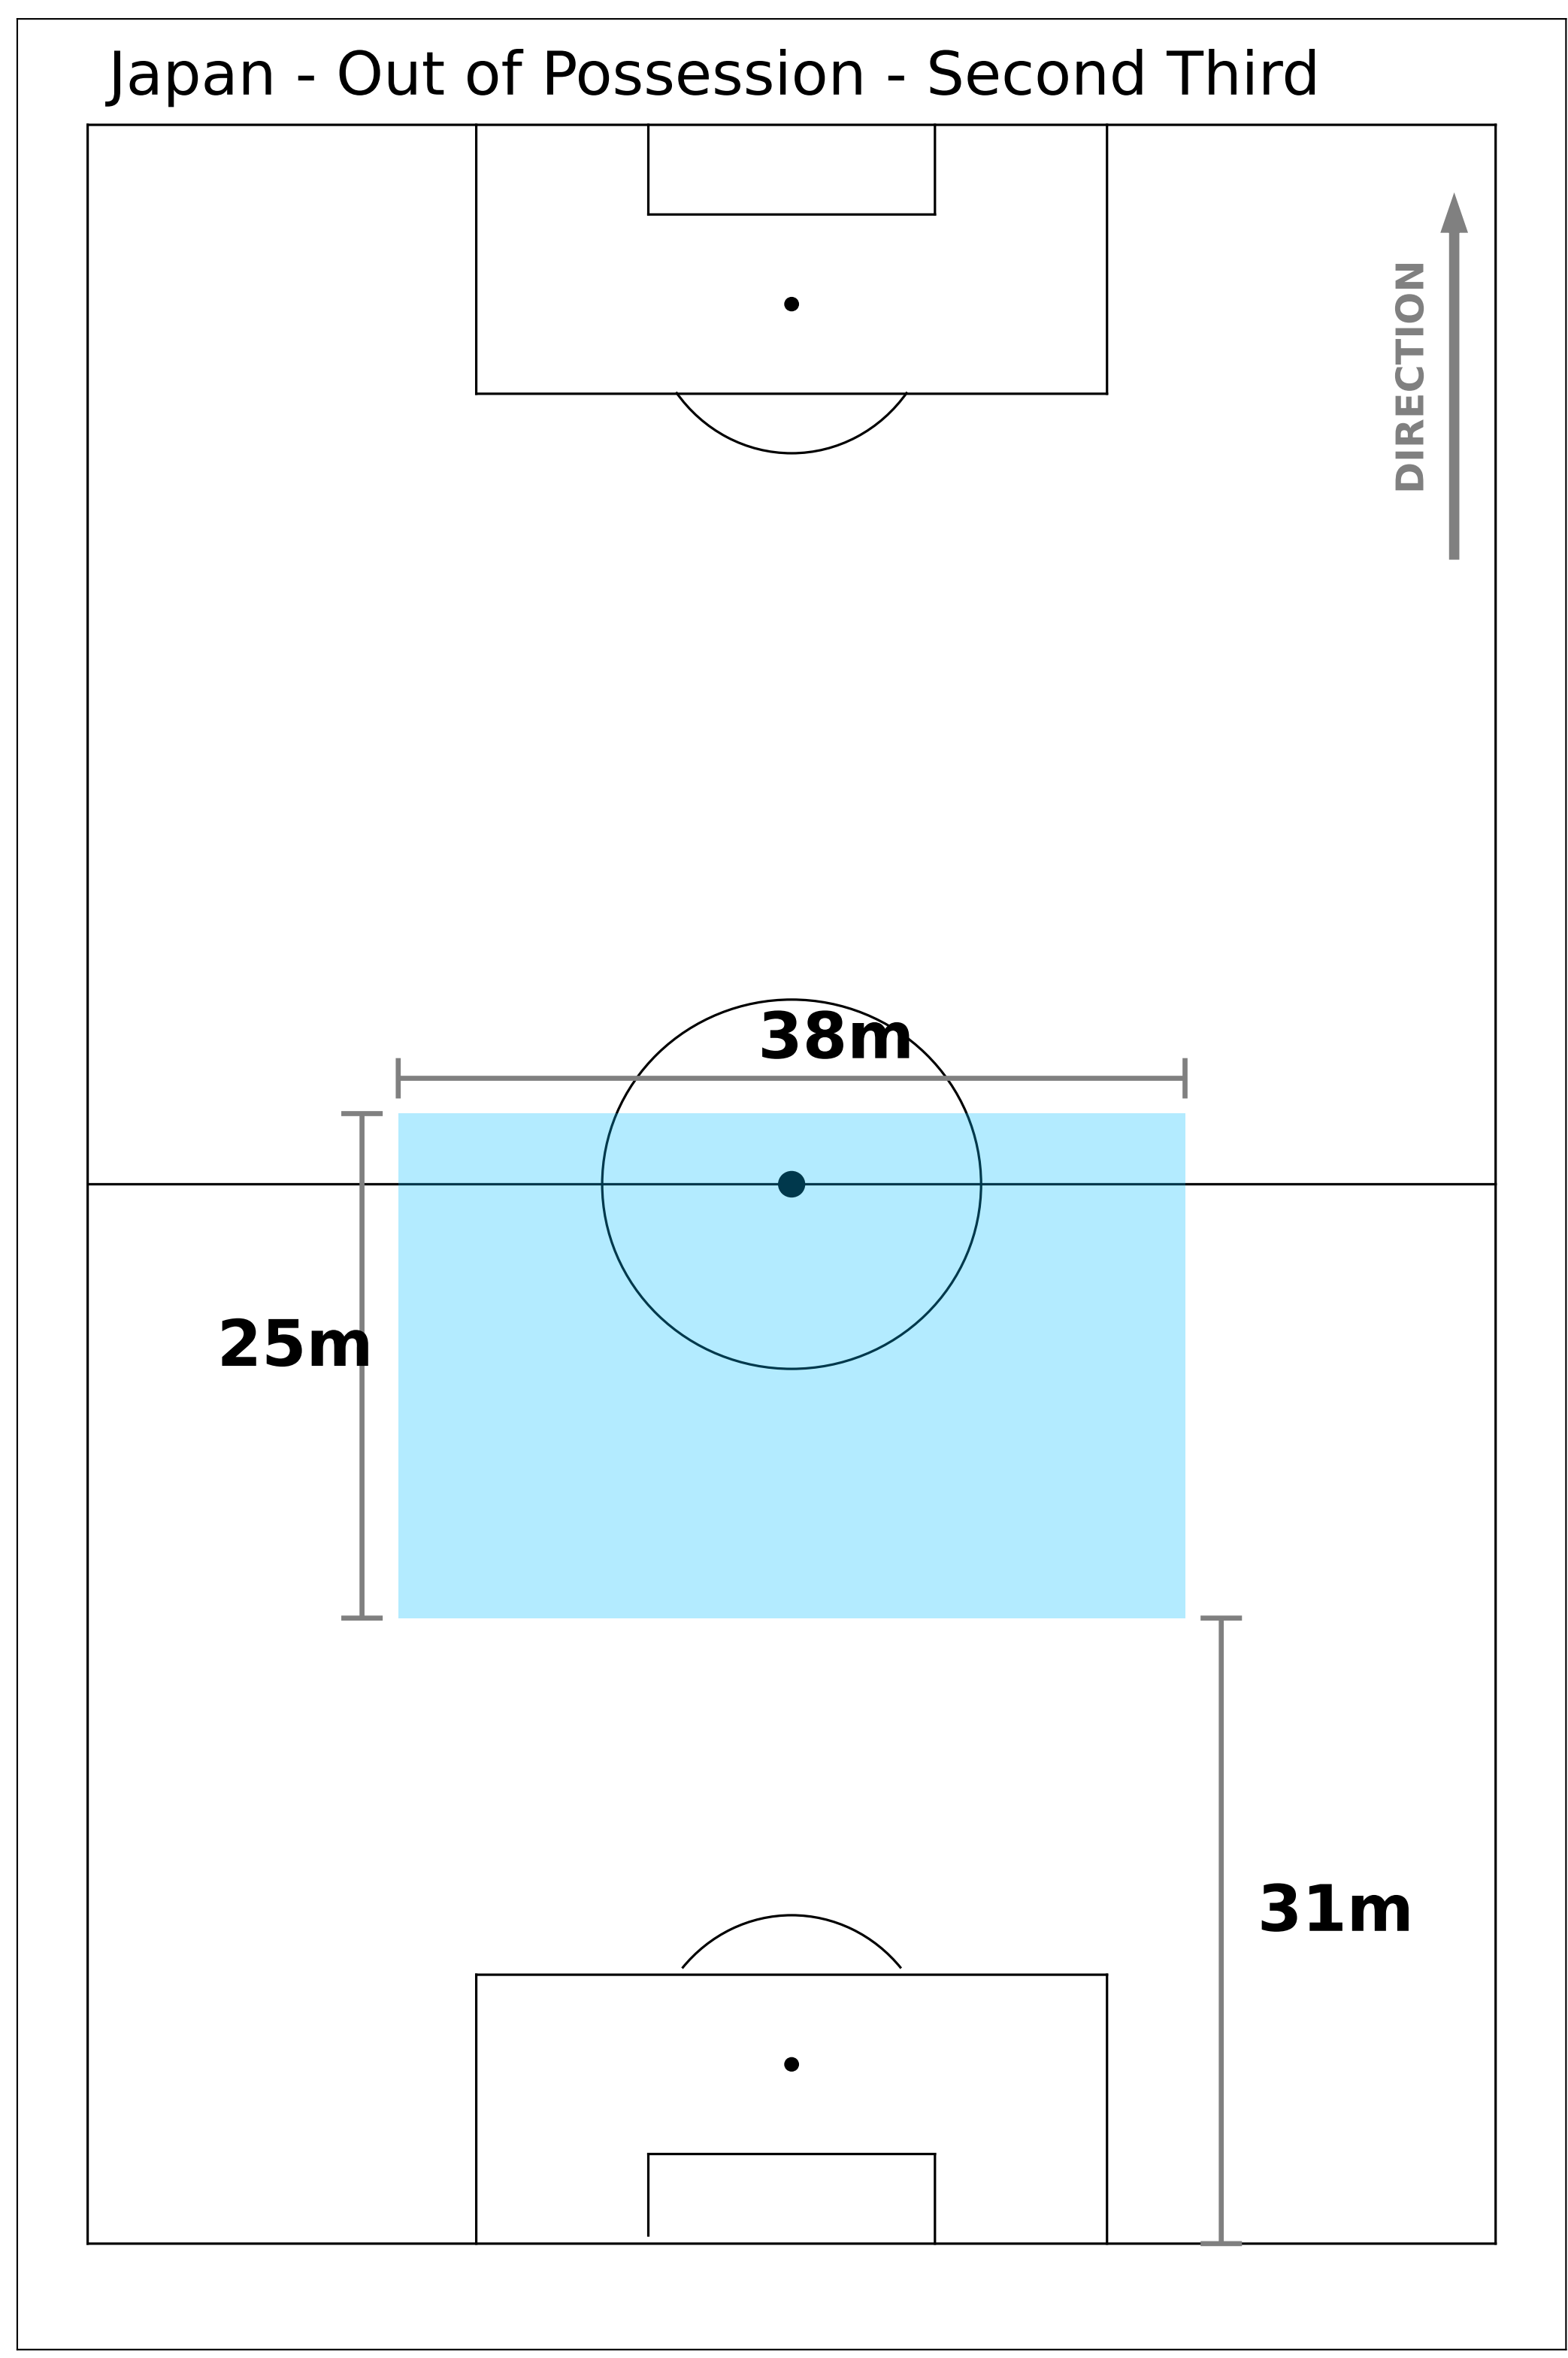 Japan - Out of Possession - Second Third
DIRECTION
38m
25m
31m